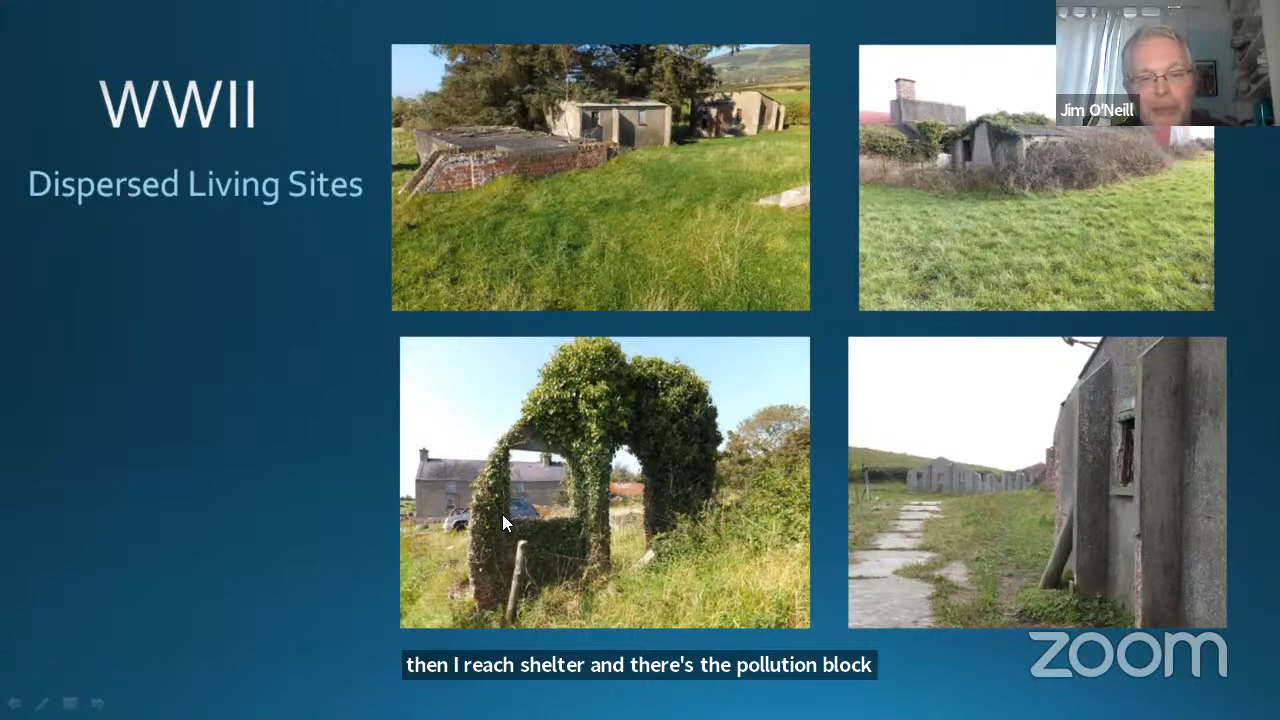 WWII
Dispersed Living Sites
Jim O'Neill
then I reach shelter and there's the pollution block
zoom